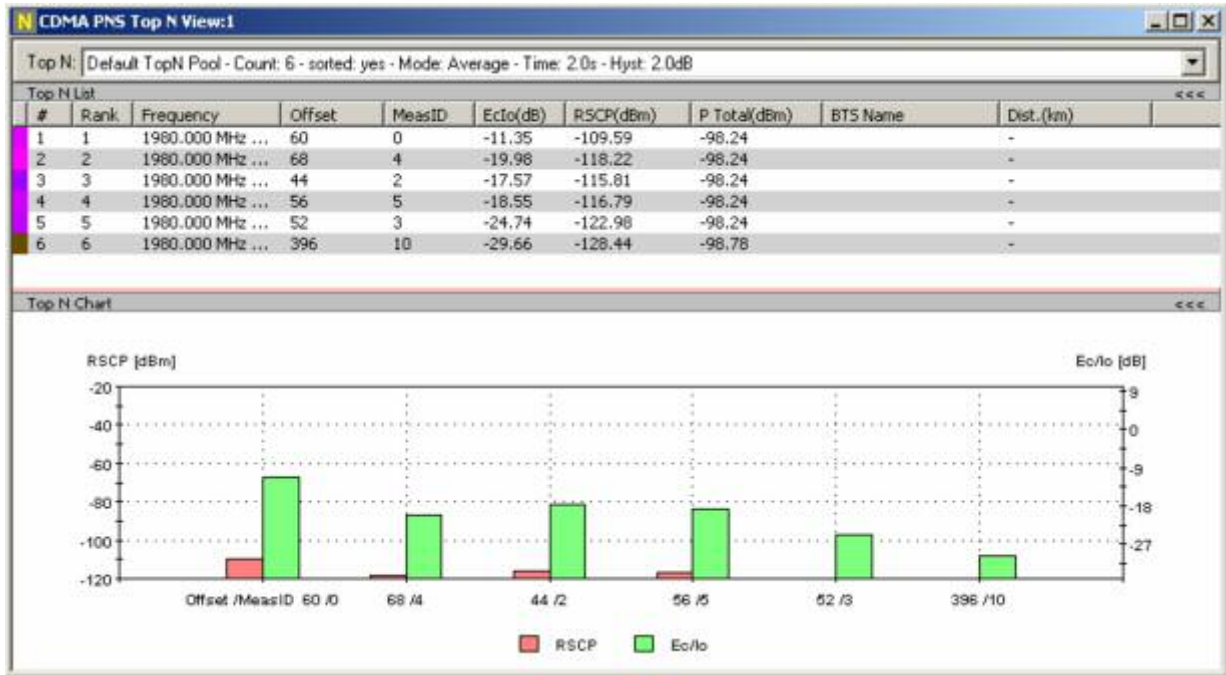 N CDMA PNS Top N View:1
Top N: Default TopN Pool - Count: 6 - sorted: yes - Mode: Average - Time: 2.0s - Hyst: 2.0dB
Top N List <<<
# Rank Frequency Offset MeasID EcIo(dB) RSCP(dBm) P Total(dBm) BTS Name Dist.(km)
1 1 1980.000 MHz ... 60 0 -11.35 -109.59 -98.24 -
2 2 1980.000 MHz ... 68 4 -19.98 -118.22 -98.24 -
3 3 1980.000 MHz ... 44 2 -17.57 -115.81 -98.24 -
4 4 1980.000 MHz ... 56 5 -18.55 -116.79 -98.24 -
5 5 1980.000 MHz ... 52 3 -24.74 -122.98 -98.24 -
6 6 1980.000 MHz ... 396 10 -29.66 -128.44 -98.78 -
Top N Chart <<<
RSCP [dBm] Ec/Io [dB]
-20 9
-40 0
-60 -9
-80 -18
-100 -27
-120
Offset /MeasID 60 /0 68 /4 44 /2 56 /5 52 /3 396 /10
RSCP Ec/Io